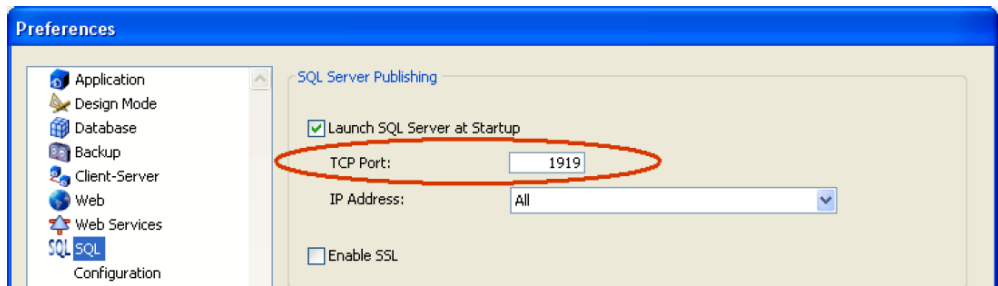 Preferences
Application
Design Mode
Database
Backup
Client-Server
Web
Web Services
SQL SQL
Configuration
SQL Server Publishing
Launch SQL Server at Startup
TCP Port: 1919
IP Address: All
Enable SSL